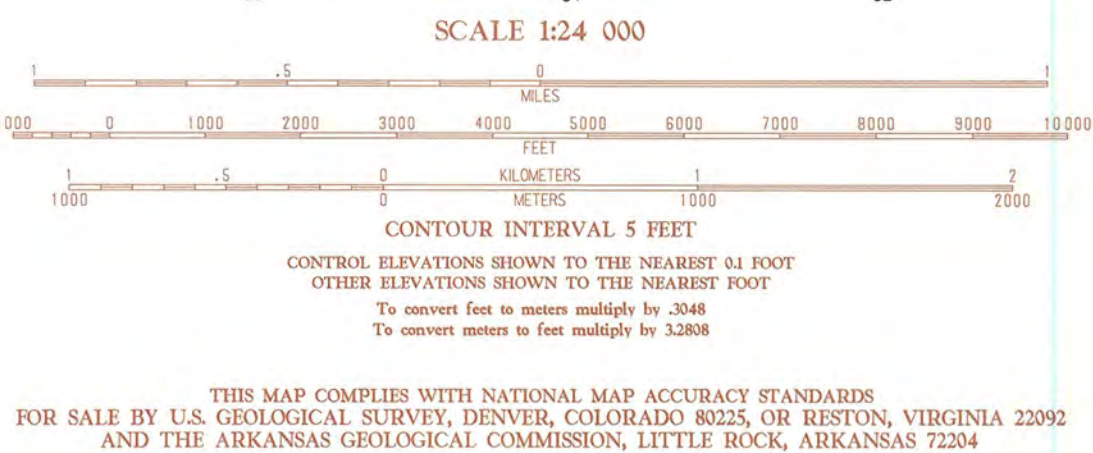 SCALE 1:24 000
1 .5 0 1
MILES
000 0 1000 2000 3000 4000 5000 6000 7000 8000 9000 10 000
FEET
1 .5 0 KILOMETERS 1 2
1000 0 METERS 1000 2000
CONTOUR INTERVAL 5 FEET
CONTROL ELEVATIONS SHOWN TO THE NEAREST 0.1 FOOT
OTHER ELEVATIONS SHOWN TO THE NEAREST FOOT
To convert feet to meters multiply by .3048
To convert meters to feet multiply by 3.2808
THIS MAP COMPLIES WITH NATIONAL MAP ACCURACY STANDARDS
FOR SALE BY U.S. GEOLOGICAL SURVEY, DENVER, COLORADO 80225, OR RESTON, VIRGINIA 22092
AND THE ARKANSAS GEOLOGICAL COMMISSION, LITTLE ROCK, ARKANSAS 72204